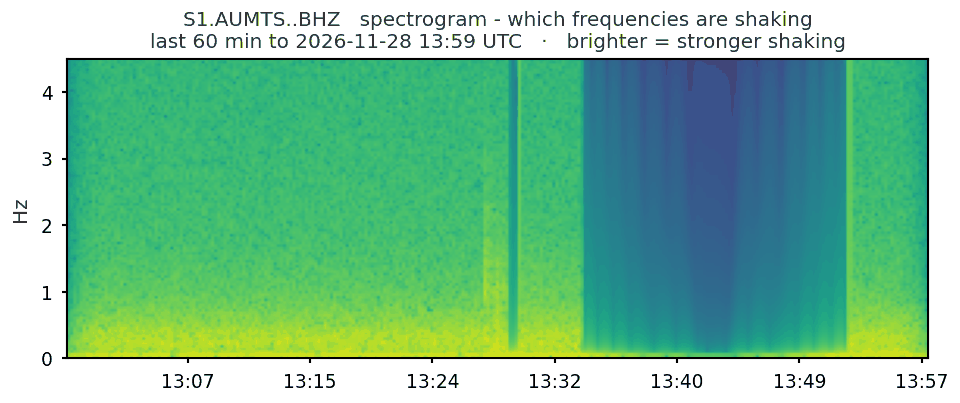 S1.AUMTS..BHZ   spectrogram - which frequencies are shaking
last 60 min to 2026-11-28 13:59 UTC   ·   brighter = stronger shaking
4
3
2
1
0
Hz
13:07 13:15 13:24 13:32 13:40 13:49 13:57